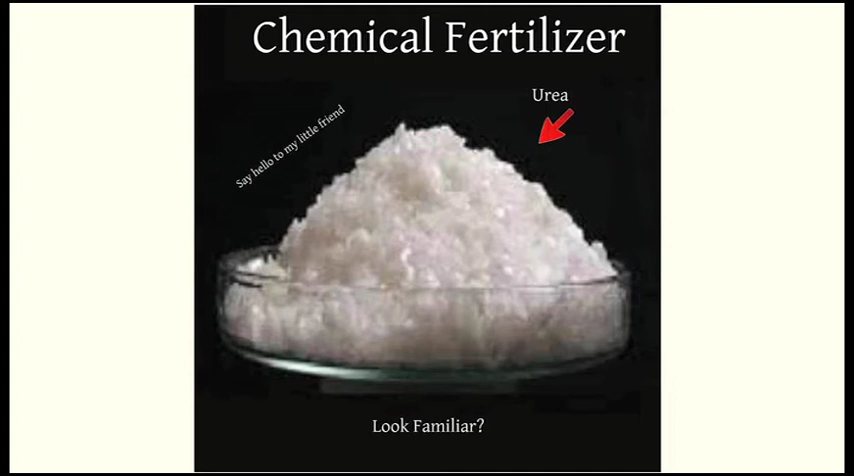 Chemical Fertilizer
Urea
Say hello to my little friend
Look Familiar?